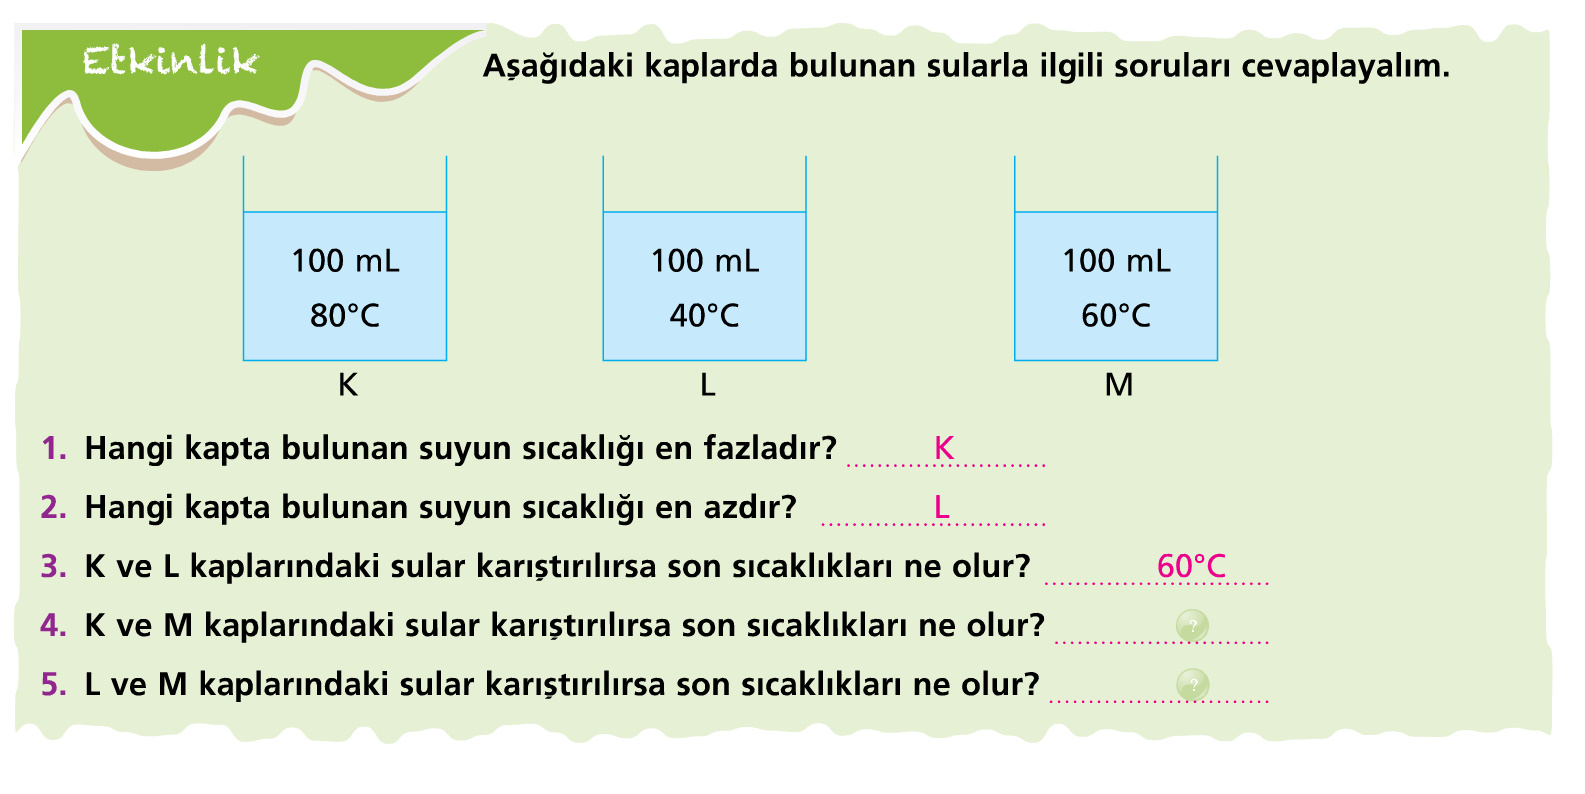 Etkinlik
Aşağıdaki kaplarda bulunan sularla ilgili soruları cevaplayalım.
100 mL 100 mL 100 mL
80°C 40°C 60°C
K L M
1. Hangi kapta bulunan suyun sıcaklığı en fazladır? K
2. Hangi kapta bulunan suyun sıcaklığı en azdır? L
3. K ve L kaplarındaki sular karıştırılırsa son sıcaklıkları ne olur? 60°C
4. K ve M kaplarındaki sular karıştırılırsa son sıcaklıkları ne olur? ?
5. L ve M kaplarındaki sular karıştırılırsa son sıcaklıkları ne olur? ?